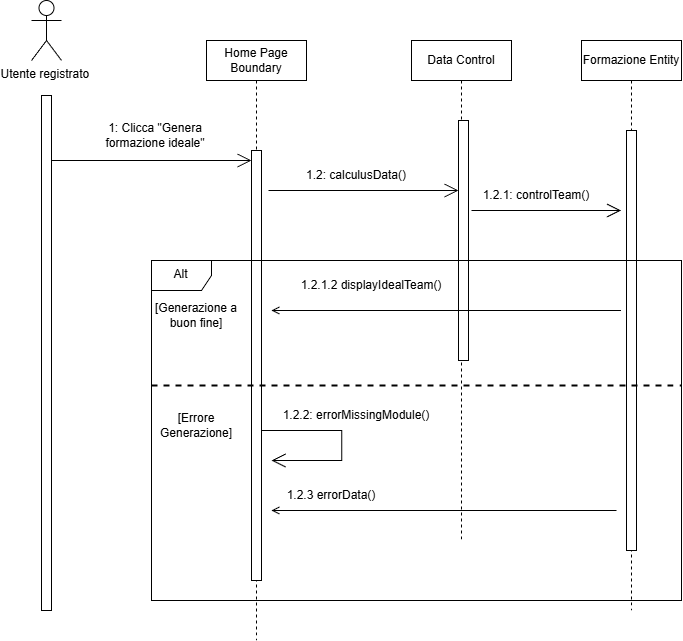 Utente registrato
Home Page
Boundary
Data Control
Formazione Entity
1: Clicca "Genera
formazione ideale"
1.2: calculusData()
1.2.1: controlTeam()
Alt
1.2.1.2 displayIdealTeam()
[Generazione a
buon fine]
1.2.2: errorMissingModule()
[Errore
Generazione]
1.2.3 errorData()